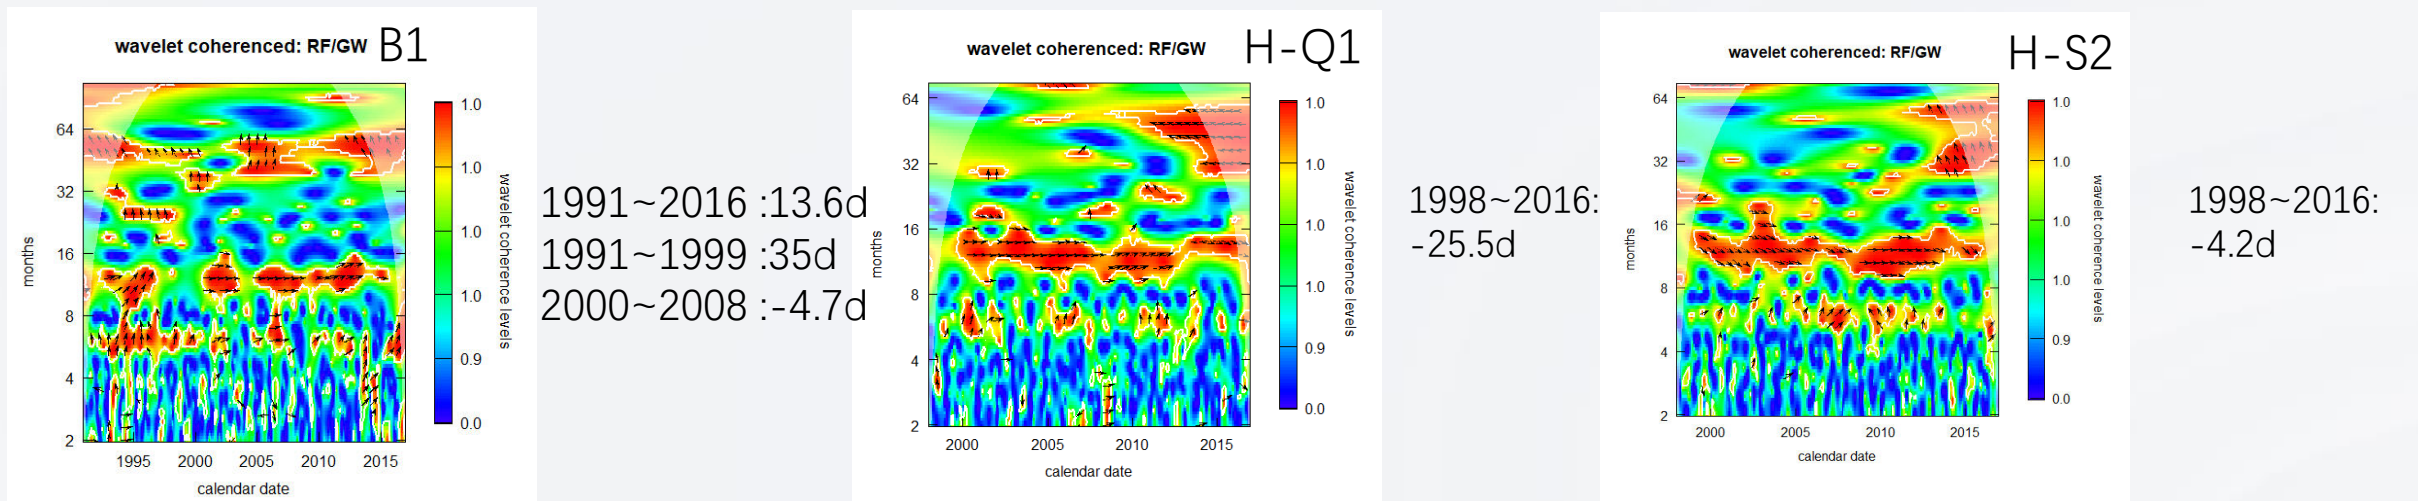 wavelet coherenced: RF/GW B1
1.0
1.0
1.0
1.0
0.9
0.0
wavelet coherence levels
64
32
16
8
4
2
months
1995 2000 2005 2010 2015
calendar date
1991~2016 :13.6d
1991~1999 :35d
2000~2008 :-4.7d
wavelet coherenced: RF/GW H-Q1
1.0
1.0
1.0
1.0
0.9
0.0
wavelet coherence levels
64
32
16
8
4
2
months
2000 2005 2010 2015
calendar date
1998~2016:
-25.5d
wavelet coherenced: RF/GW H-S2
1.0
1.0
1.0
1.0
0.9
0.0
wavelet coherence levels
64
32
16
8
4
2
months
2000 2005 2010 2015
calendar date
1998~2016:
-4.2d